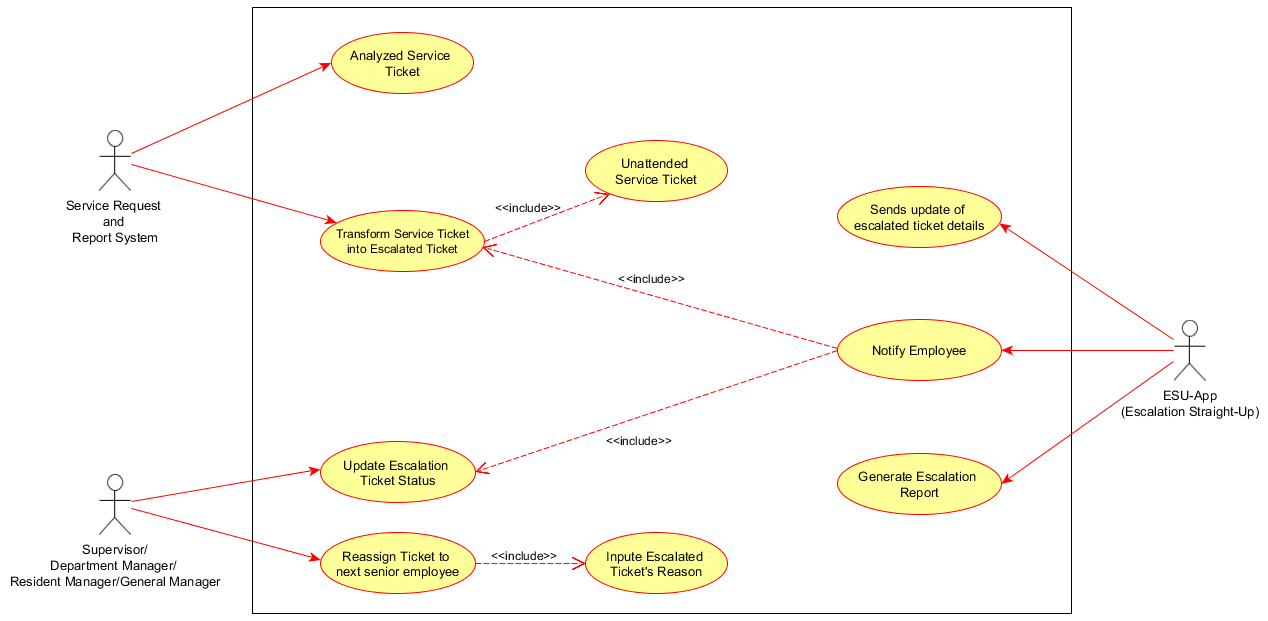 Analyzed Service
Ticket
Unattended
Service Ticket
<<include>>
Service Request
and
Report System
Transform Service Ticket
into Escalated Ticket
Sends update of
escalated ticket details
<<include>>
Notify Employee
ESU-App
(Escalation Straight-Up)
<<include>>
Update Escalation
Ticket Status
Generate Escalation
Report
Supervisor/
Department Manager/
Resident Manager/General Manager
Reassign Ticket to
next senior employee
<<include>>
Inpute Escalated
Ticket's Reason